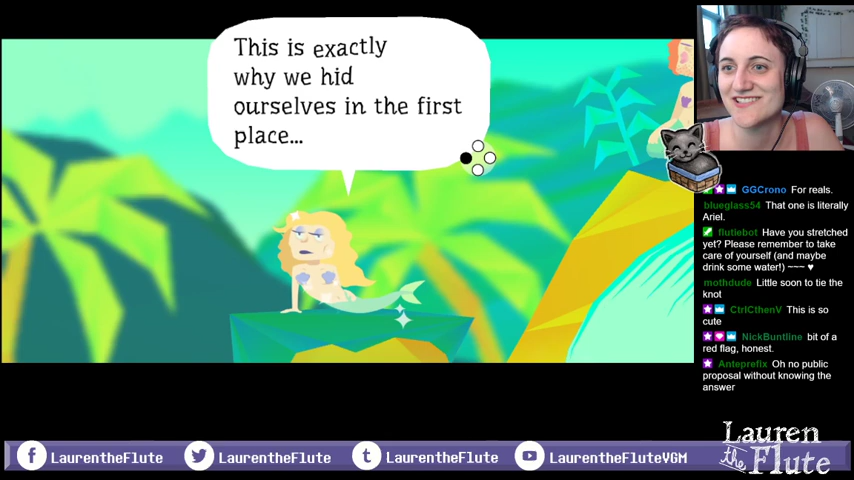 This is exactly
why we hid
ourselves in the first
place...
GGCrono For reals.
blueglass54 That one is literally
Ariel.
flutiebot Have you stretched
yet? Please remember to take
care of yourself (and maybe
drink some water!) ~~~ ♥
mothdude Little soon to tie the
knot
CtrlCthenV This is so
cute
NickBuntline bit of a
red flag, honest.
Anteprefix Oh no public
proposal without knowing the
answer
Lauren
the Flute
LaurentheFlute
LaurentheFlute
LaurentheFlute
LaurentheFluteVGM